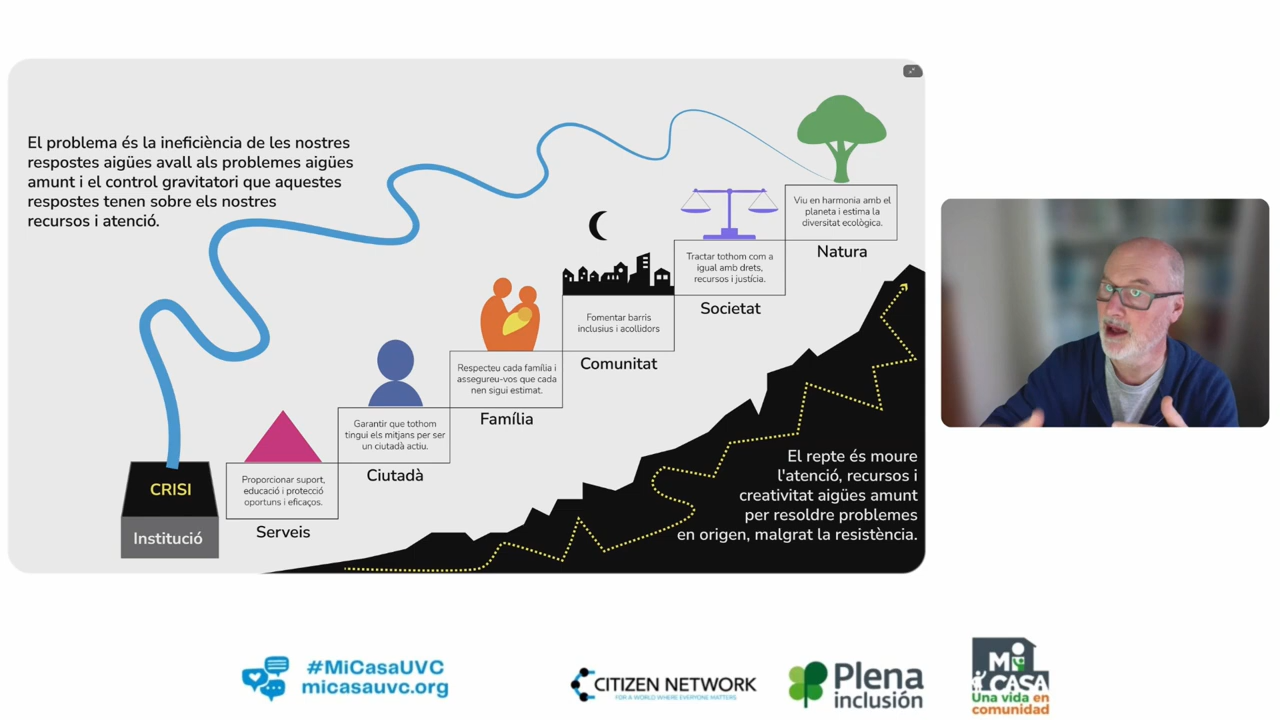 El problema és la ineficiència de les nostres
respostes aigües avall als problemes aigües
amunt i el control gravitatori que aquestes
respostes tenen sobre els nostres
recursos i atenció.
Viu en harmonia amb el
planeta i estima la
diversitat ecològica.
Natura
Tractar tothom com a
igual amb drets,
recursos i justícia.
Societat
Fomentar barris
inclusius i acollidors
Comunitat
Respecteu cada família i
assegureu-vos que cada
nen sigui estimat.
Família
Garantir que tothom
tingui els mitjans per ser
un ciutadà actiu.
Ciutadà
Proporcionar suport,
educació i protecció
oportuns i eficaços.
Serveis
CRISI
Institució
El repte és moure
l'atenció, recursos i
creativitat aigües amunt
per resoldre problemes
en origen, malgrat la resistència.
#MiCasaUVC
micasauvc.org
CITIZEN NETWORK
FOR A WORLD WHERE EVERYONE MATTERS
Plena
inclusión
Mi
CASA
Una vida en
comunidad